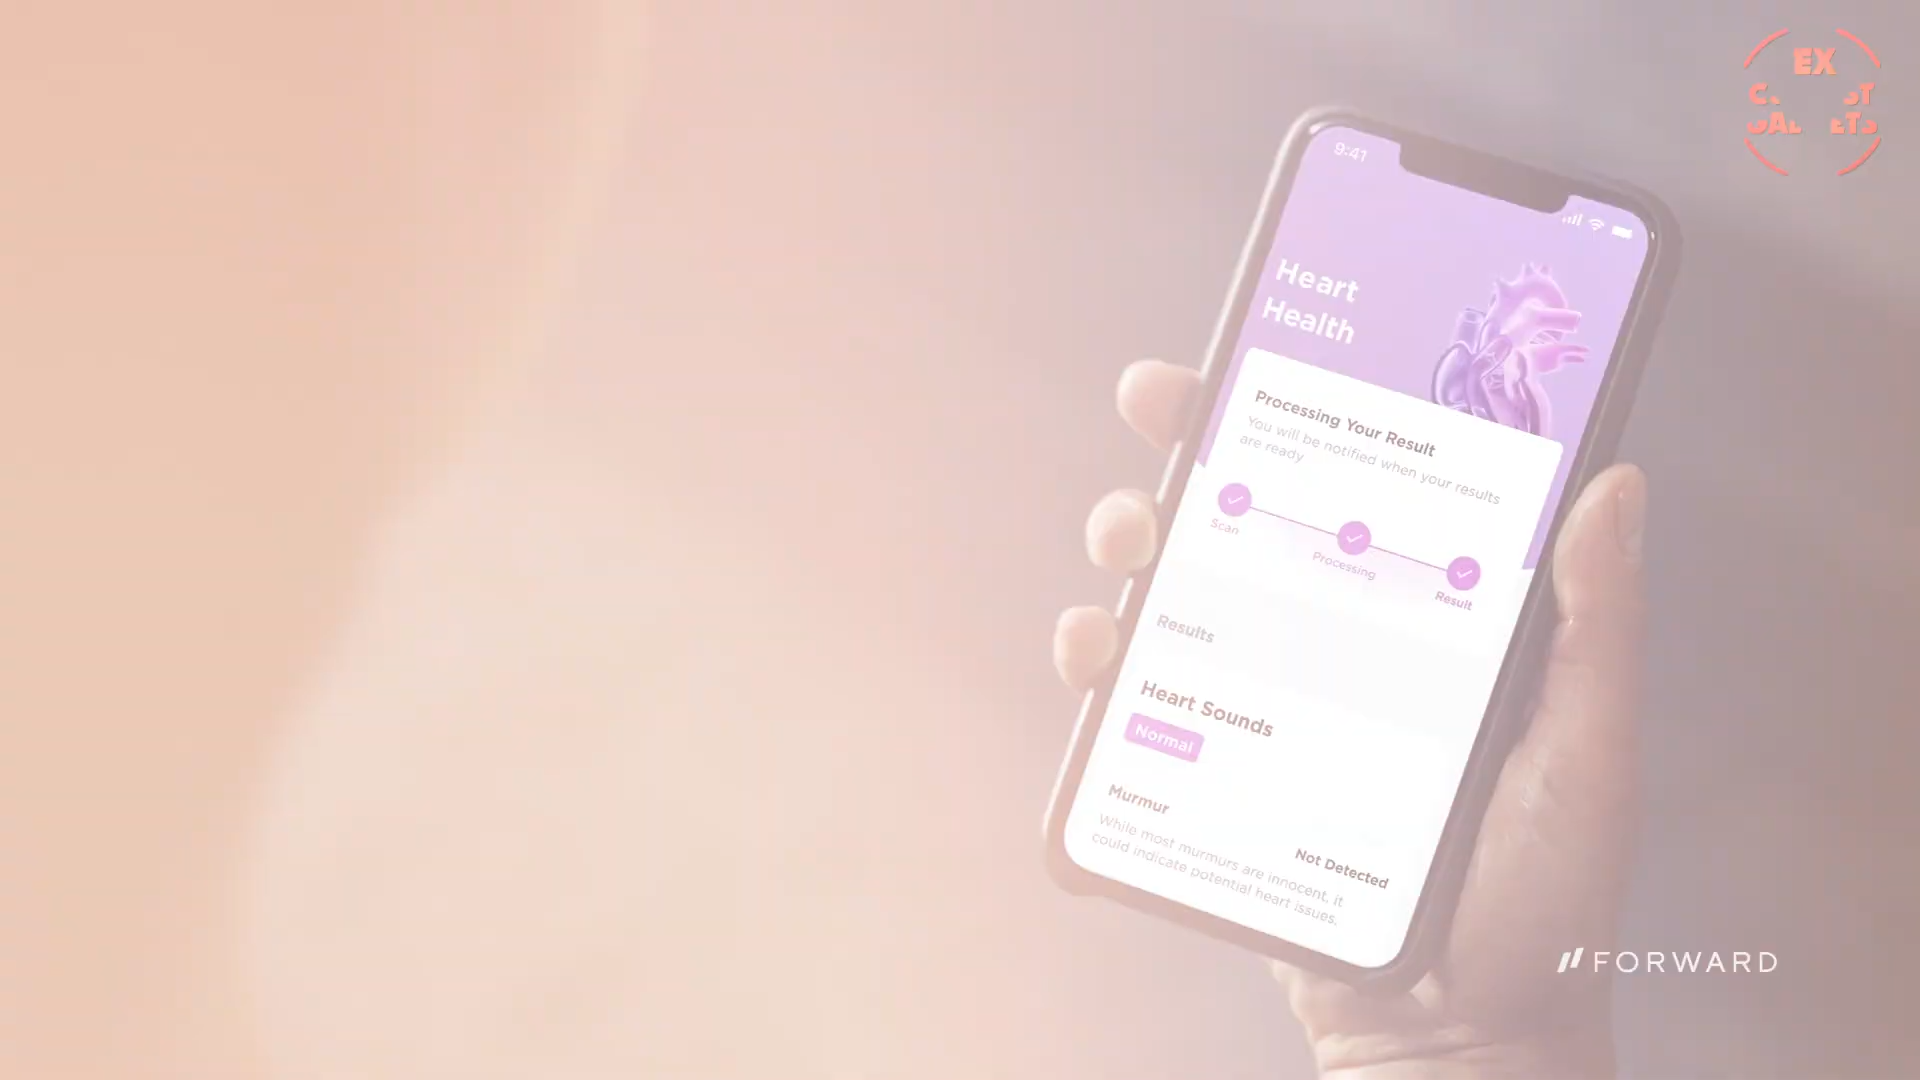 EX
9:41
Heart
Health
Processing Your Result
You will be notified when your results
are ready
Scan
Processing
Result
Results
Heart Sounds
Normal
Murmur
While most murmurs are innocent, it
could indicate potential heart issues.
Not Detected
FORWARD